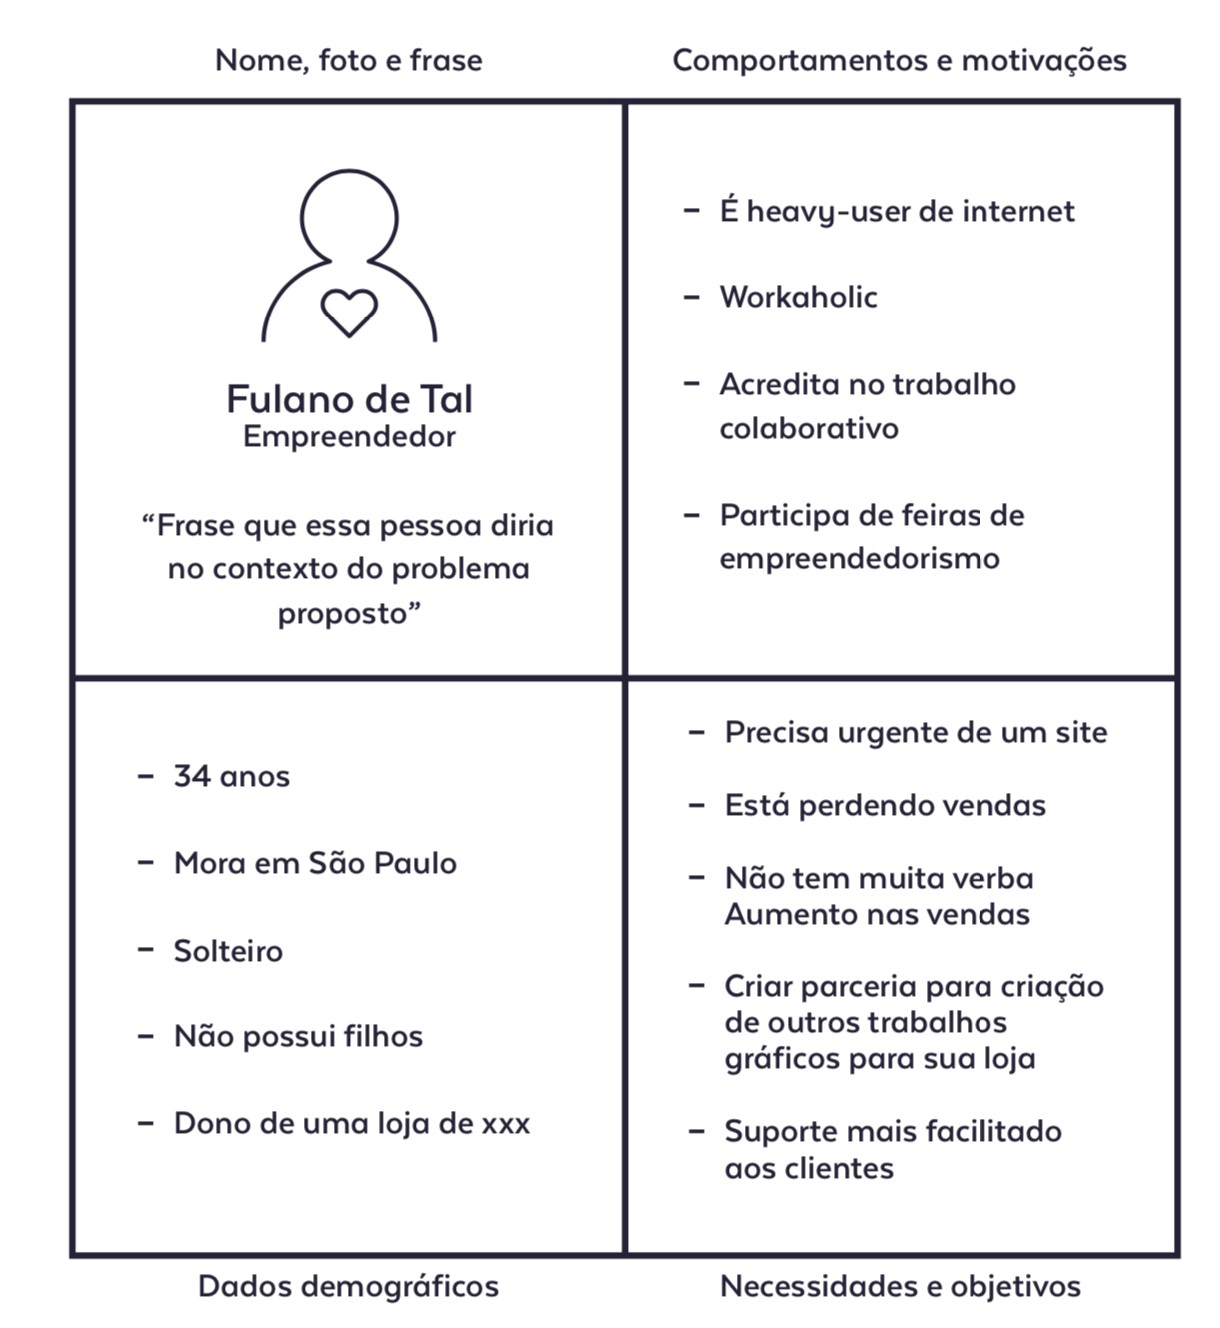 Nome, foto e frase
Comportamentos e motivações
Fulano de Tal
Empreendedor
“Frase que essa pessoa diria
no contexto do problema
proposto”
– É heavy-user de internet
– Workaholic
– Acredita no trabalho
colaborativo
– Participa de feiras de
empreendedorismo
– 34 anos
– Mora em São Paulo
– Solteiro
– Não possui filhos
– Dono de uma loja de xxx
– Precisa urgente de um site
– Está perdendo vendas
– Não tem muita verba
Aumento nas vendas
– Criar parceria para criação
de outros trabalhos
gráficos para sua loja
– Suporte mais facilitado
aos clientes
Dados demográficos
Necessidades e objetivos